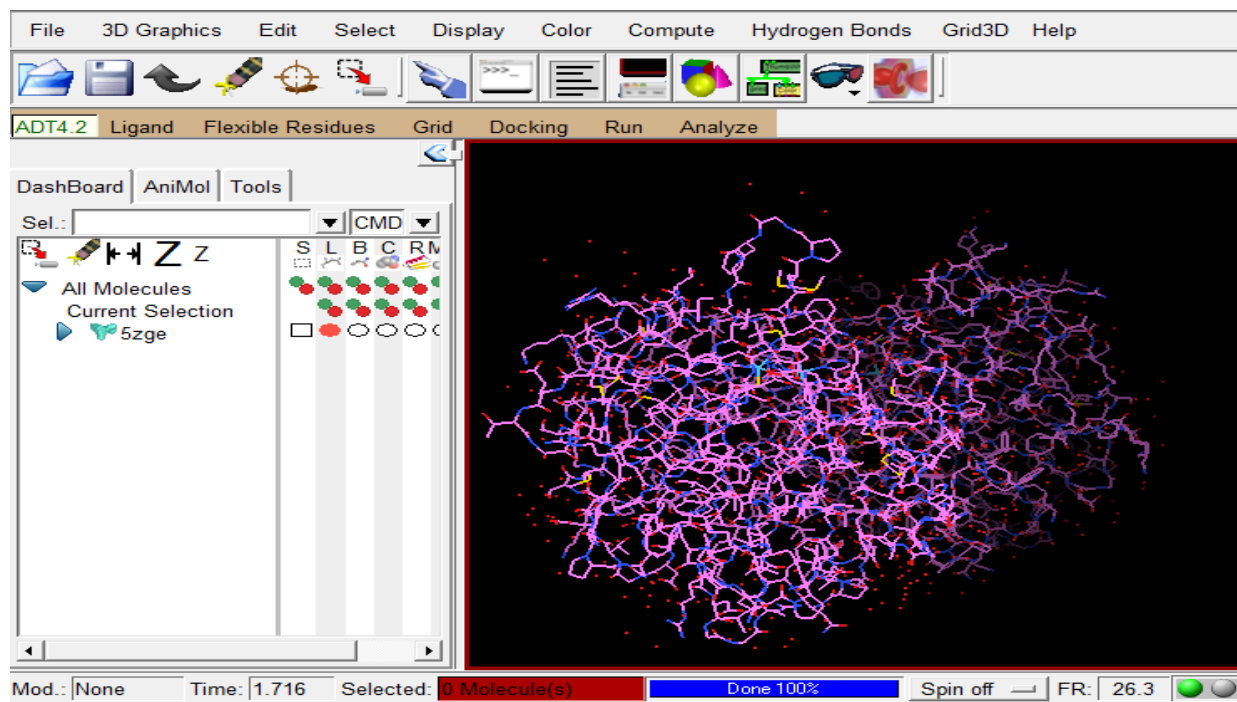 File 3D Graphics Edit Select Display Color Compute Hydrogen Bonds Grid3D Help
>>>_
ADT4.2 Ligand Flexible Residues Grid Docking Run Analyze
DashBoard AniMol Tools
Sel.: CMD
Z Z S L B C R M
All Molecules
Current Selection
5zge
Mod.: None Time: 1.716 Selected: 0 Molecule(s) Done 100% Spin off FR: 26.3